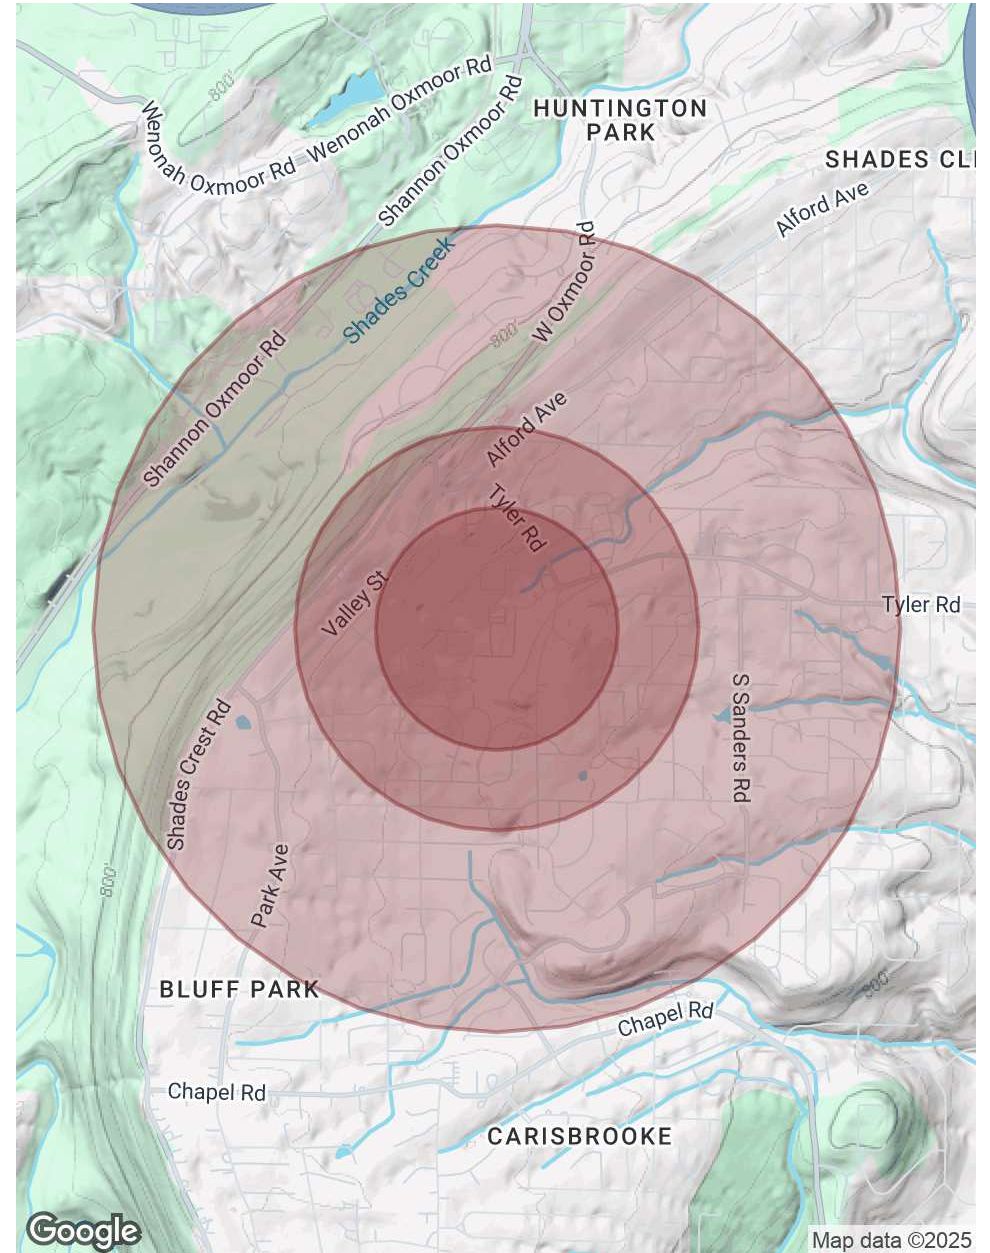 800'
Wenonah Oxmoor Rd
Wenonah Oxmoor Rd
Shannon Oxmoor Rd
HUNTINGTON
PARK
SHADES CLI
Alford Ave
Shades Creek
W Oxmoor Rd
800'
Shannon Oxmoor Rd
Alford Ave
Tyler Rd
Valley St
Tyler Rd
S Sanders Rd
Shades Crest Rd
800'
Park Ave
BLUFF PARK
800'
Chapel Rd
Chapel Rd
CARISBROOKE
Google
Map data ©2025